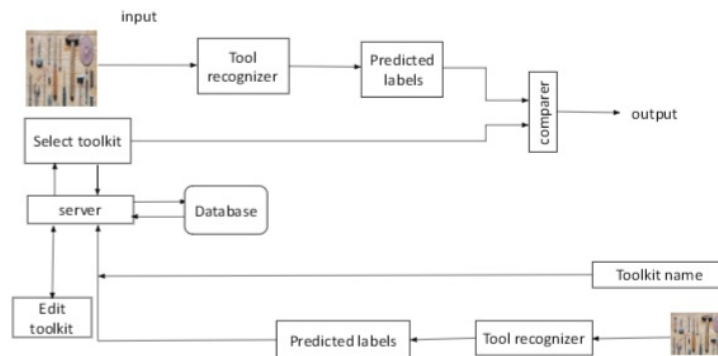 input
Tool
recognizer
Predicted
labels
comparer
output
Select toolkit
server
Database
Toolkit name
Edit
toolkit
Predicted labels
Tool recognizer